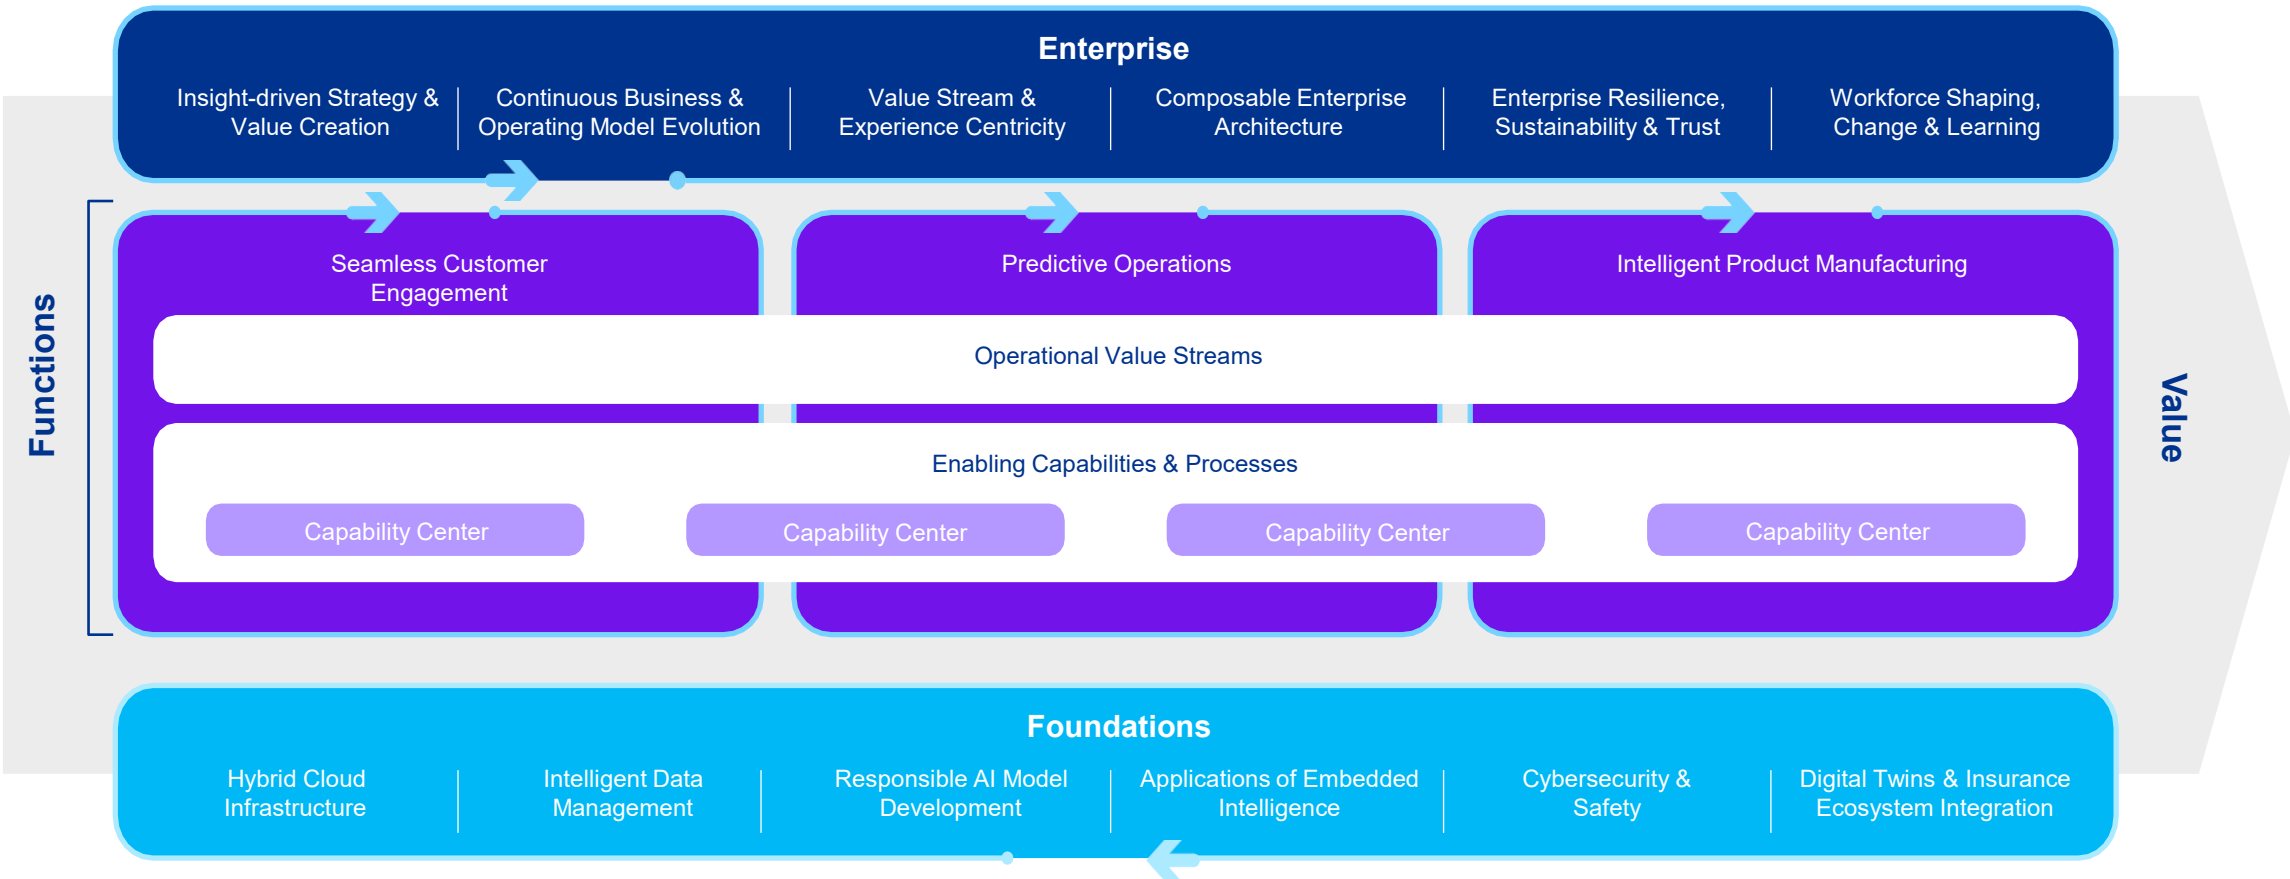 Enterprise
Insight-driven Strategy &
Value Creation
Continuous Business &
Operating Model Evolution
Value Stream &
Experience Centricity
Composable Enterprise
Architecture
Enterprise Resilience,
Sustainability & Trust
Workforce Shaping,
Change & Learning
Functions
Seamless Customer
Engagement
Predictive Operations
Intelligent Product Manufacturing
Operational Value Streams
Enabling Capabilities & Processes
Capability Center
Capability Center
Capability Center
Capability Center
Value
Foundations
Hybrid Cloud
Infrastructure
Intelligent Data
Management
Responsible AI Model
Development
Applications of Embedded
Intelligence
Cybersecurity &
Safety
Digital Twins & Insurance
Ecosystem Integration